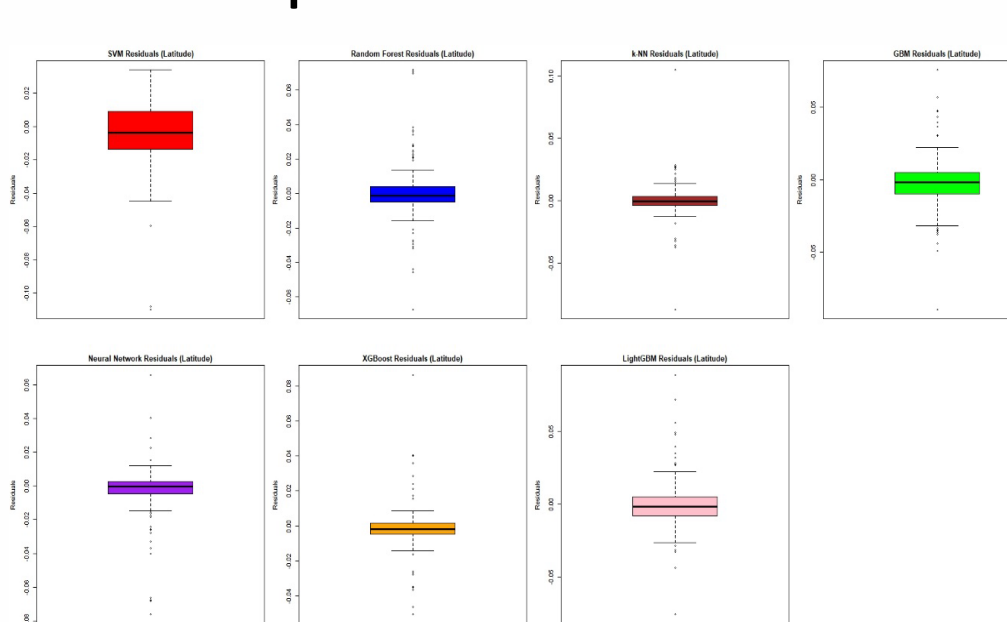 SVM Residuals (Latitude)
Residuals
0.02
0.00
-0.02
-0.04
-0.06
-0.08
-0.10
Random Forest Residuals (Latitude)
Residuals
0.06
0.04
0.02
0.00
-0.02
-0.04
-0.06
k-NN Residuals (Latitude)
Residuals
0.10
0.05
0.00
-0.05
GBM Residuals (Latitude)
Residuals
0.05
0.00
-0.05
Neural Network Residuals (Latitude)
Residuals
0.06
0.04
0.02
0.00
-0.02
-0.04
-0.06
XGBoost Residuals (Latitude)
Residuals
0.08
0.06
0.04
0.02
0.00
-0.02
-0.04
LightGBM Residuals (Latitude)
Residuals
0.05
0.00
-0.05